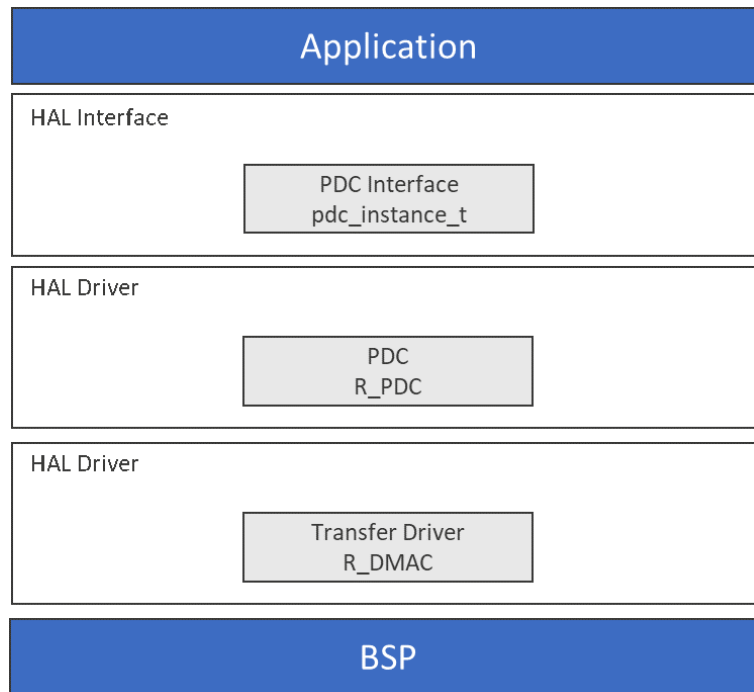 Application
HAL Interface
PDC Interface
pdc_instance_t
HAL Driver
PDC
R_PDC
HAL Driver
Transfer Driver
R_DMAC
BSP